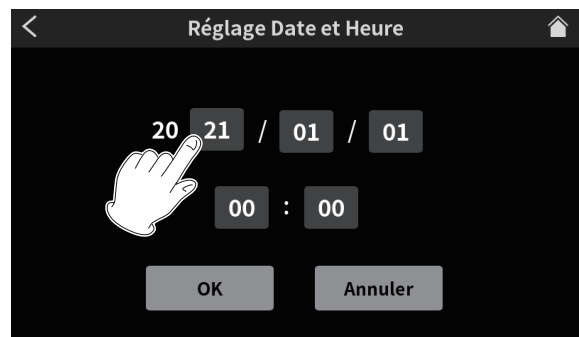 Réglage Date et Heure
20 21 / 01 / 01
00 : 00
OK Annuler